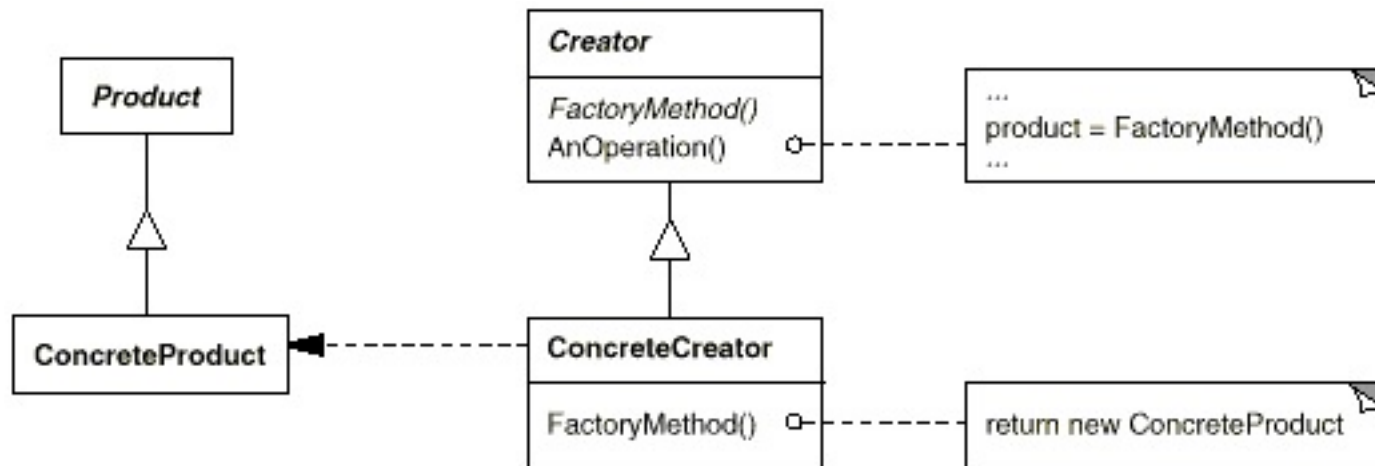 Product
ConcreteProduct
Creator
FactoryMethod()
AnOperation()
...
product = FactoryMethod()
...
ConcreteCreator
FactoryMethod()
return new ConcreteProduct